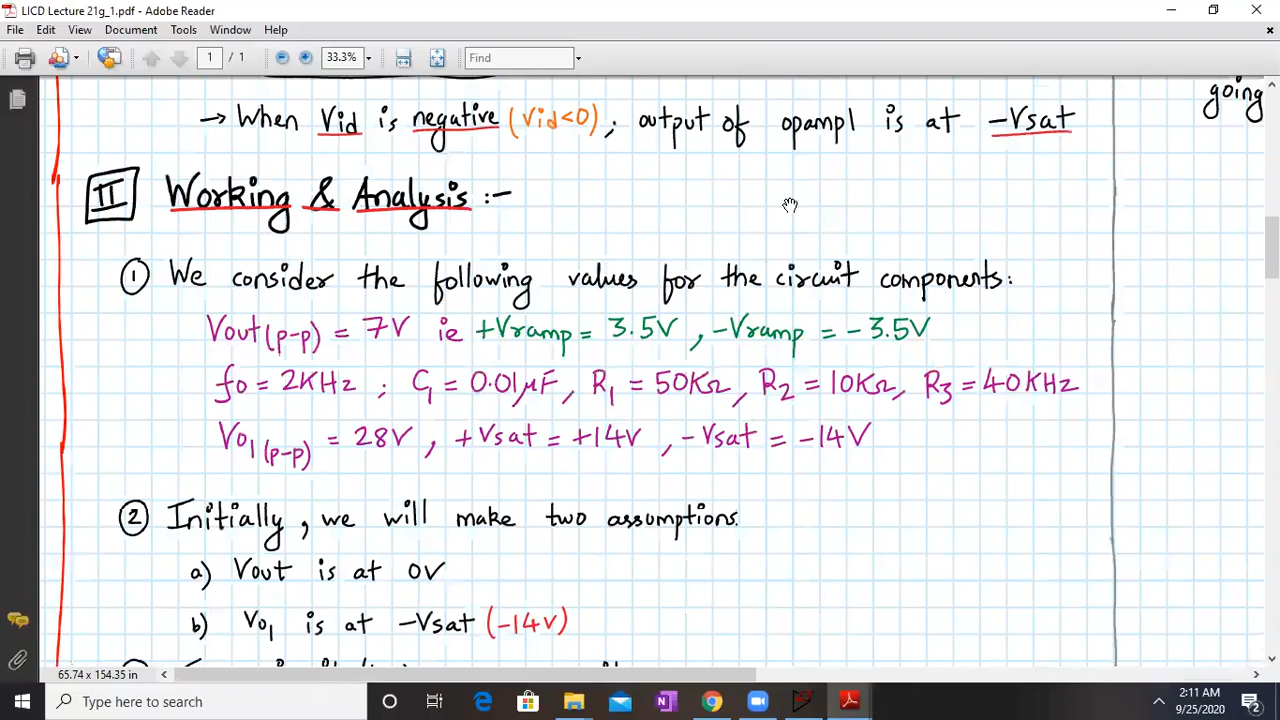 LICD Lecture 21g_1.pdf - Adobe Reader
File Edit View Document Tools Window Help
1 / 1 33.3% Find
going
→ When Vid is negative (Vid<0); output of opamp1 is at -Vsat
II Working & Analysis :-
① We consider the following values for the circuit components:
Vout(p-p) = 7V ie +Vramp = 3.5V, -Vramp = -3.5V
fo = 2KHz ; C1 = 0.01μF, R1 = 50KΩ, R2 = 10KΩ, R3 = 40KHz
Vo1(p-p) = 28V, +Vsat = +14V, -Vsat = -14V
② Initially, we will make two assumptions.
a) Vout is at 0V
b) Vo1 is at -Vsat (-14V)
65.74 x 154.35 in
Type here to search
2:11 AM
9/25/2020
2